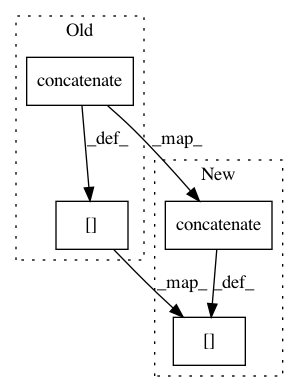 Old
concatenate
_def_
_map_
New
[]
concatenate
_map_
_def_
[]